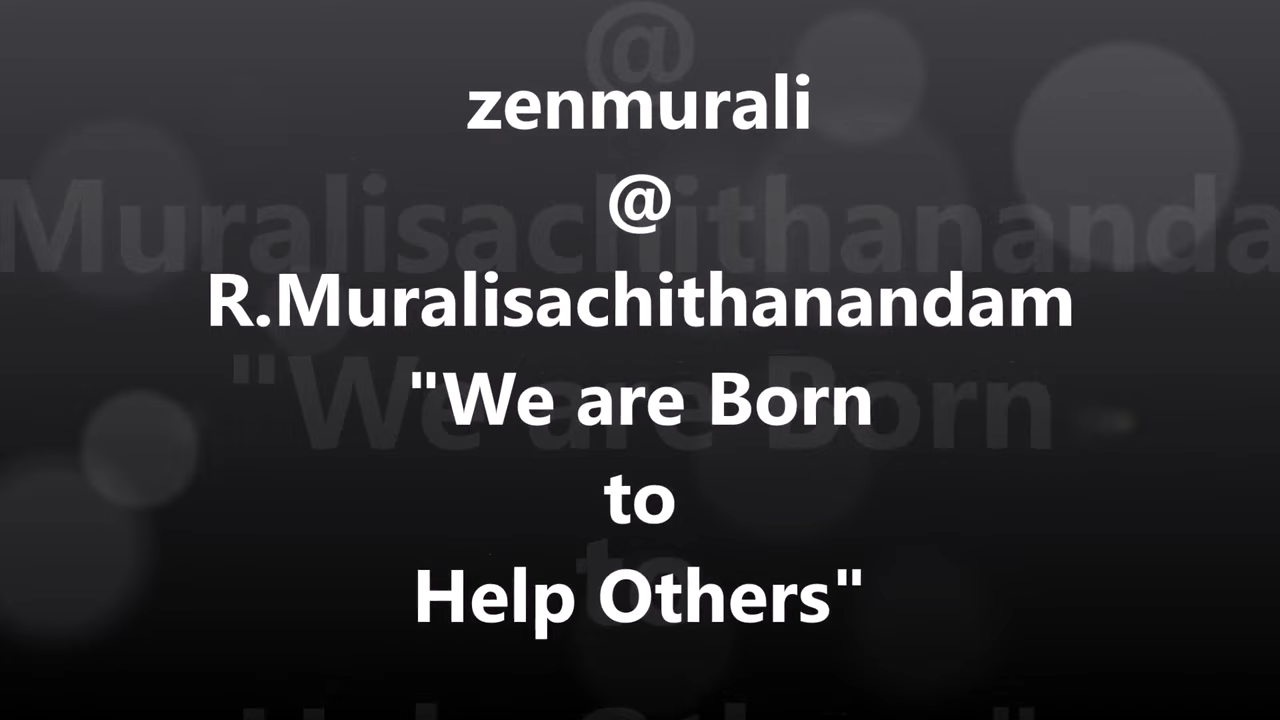 zenmurali
@
R.Muralisachithanandam
"We are Born
to
Help Others"